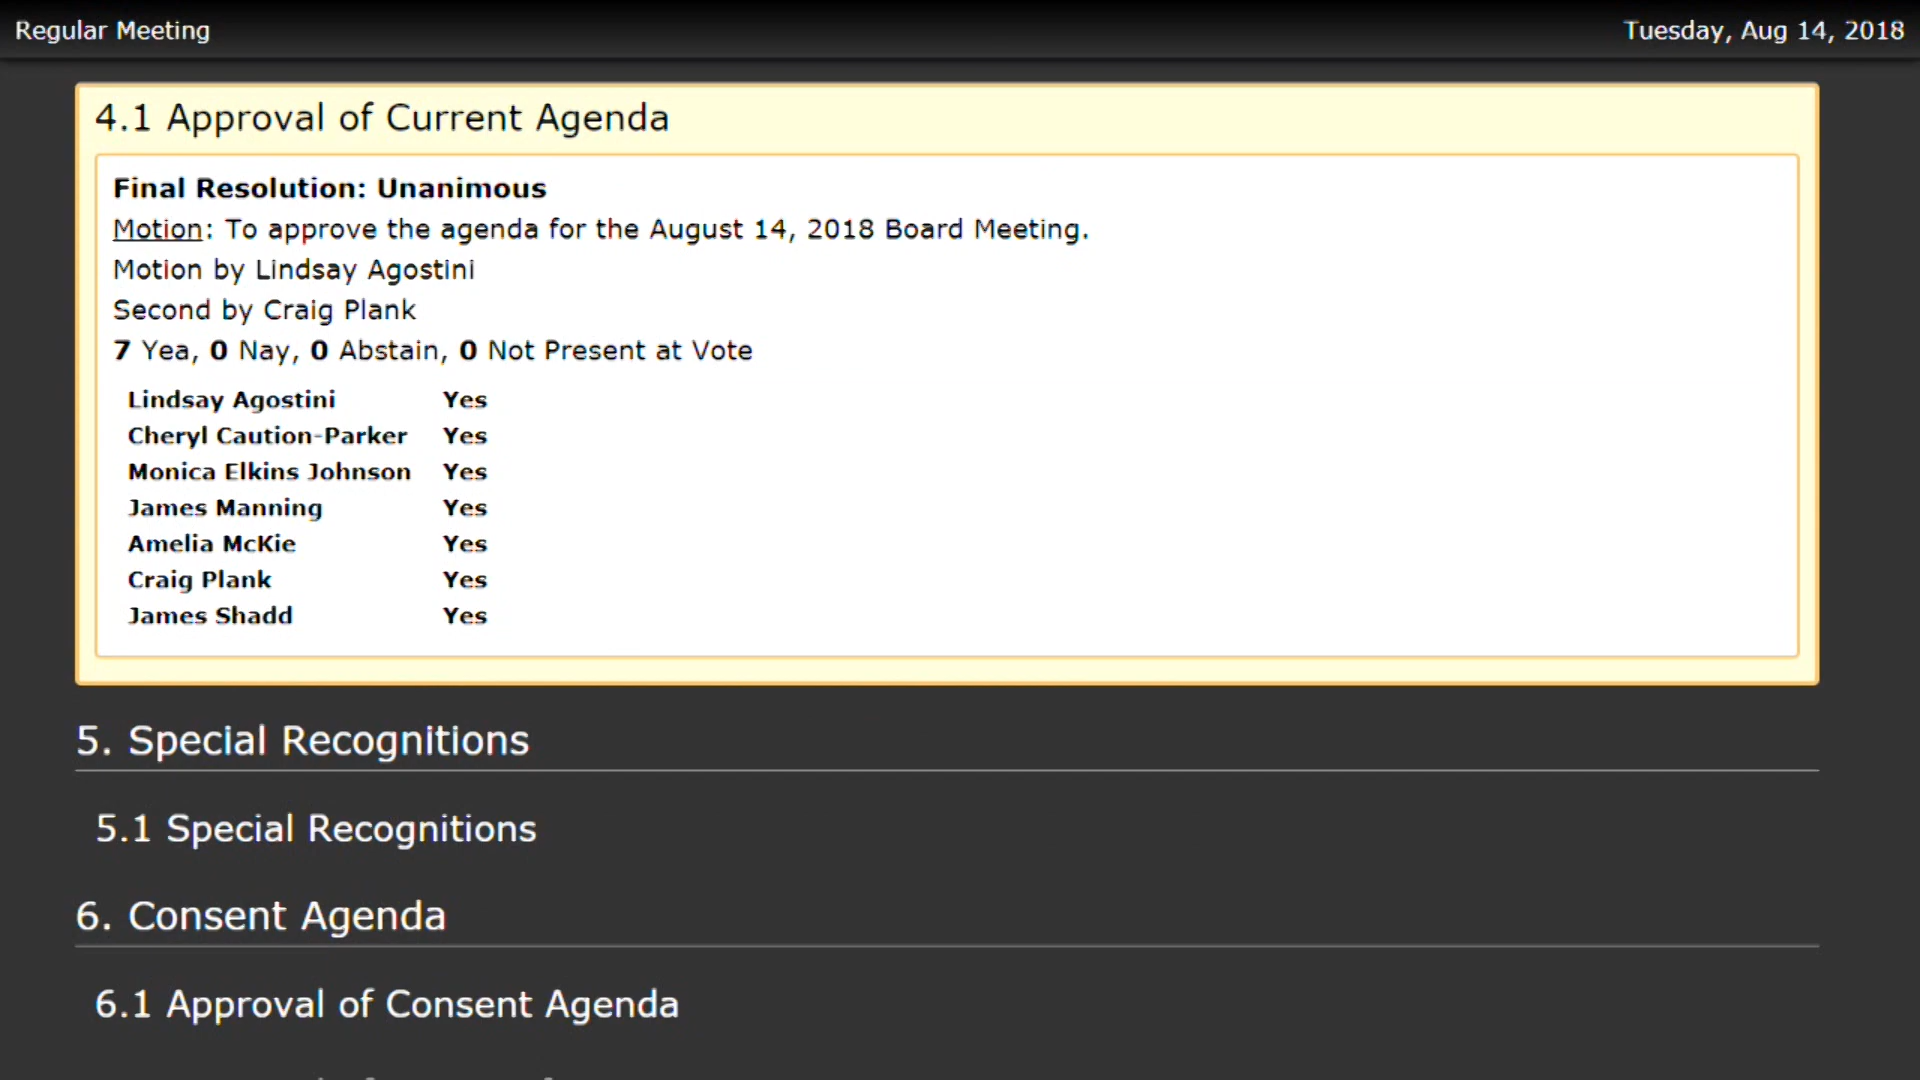 Regular Meeting
Tuesday, Aug 14, 2018
4.1 Approval of Current Agenda
Final Resolution: Unanimous
Motion: To approve the agenda for the August 14, 2018 Board Meeting.
Motion by Lindsay Agostini
Second by Craig Plank
7 Yea, 0 Nay, 0 Abstain, 0 Not Present at Vote
Lindsay Agostini Yes
Cheryl Caution-Parker Yes
Monica Elkins Johnson Yes
James Manning Yes
Amelia McKie Yes
Craig Plank Yes
James Shadd Yes
5. Special Recognitions
5.1 Special Recognitions
6. Consent Agenda
6.1 Approval of Consent Agenda